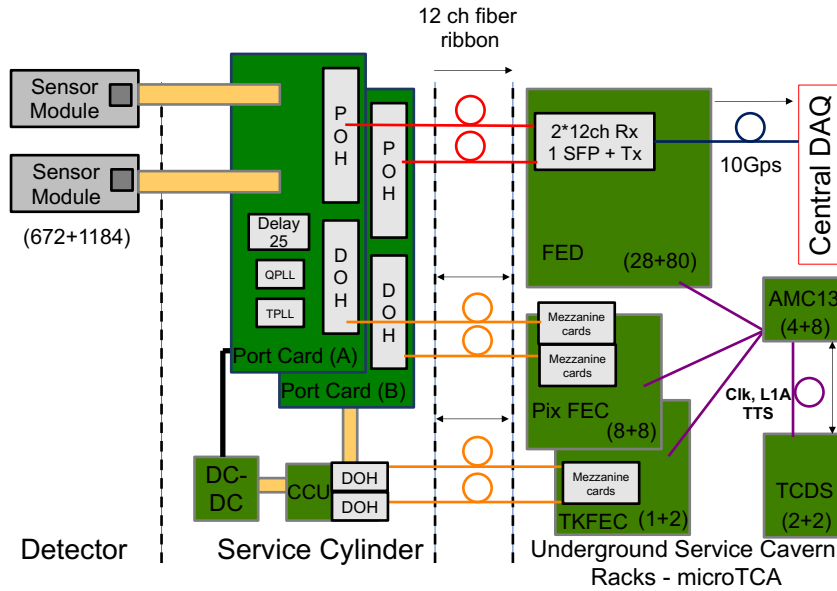 12 ch fiber
ribbon
Sensor
Module
Sensor
Module
(672+1184)
P
O
H
P
O
H
Delay
25
QPLL
TPLL
D
O
H
D
O
H
Port Card (A)
Port Card (B)
DC-
DC
CCU
DOH
DOH
2*12ch Rx
1 SFP + Tx
FED
(28+80)
10Gps
Central DAQ
Mezzanine
cards
Mezzanine
cards
Pix FEC
(8+8)
Mezzanine
cards
TKFEC
(1+2)
AMC13
(4+8)
Clk, L1A
TTS
TCDS
(2+2)
Detector
Service Cylinder
Underground Service Cavern
Racks - microTCA